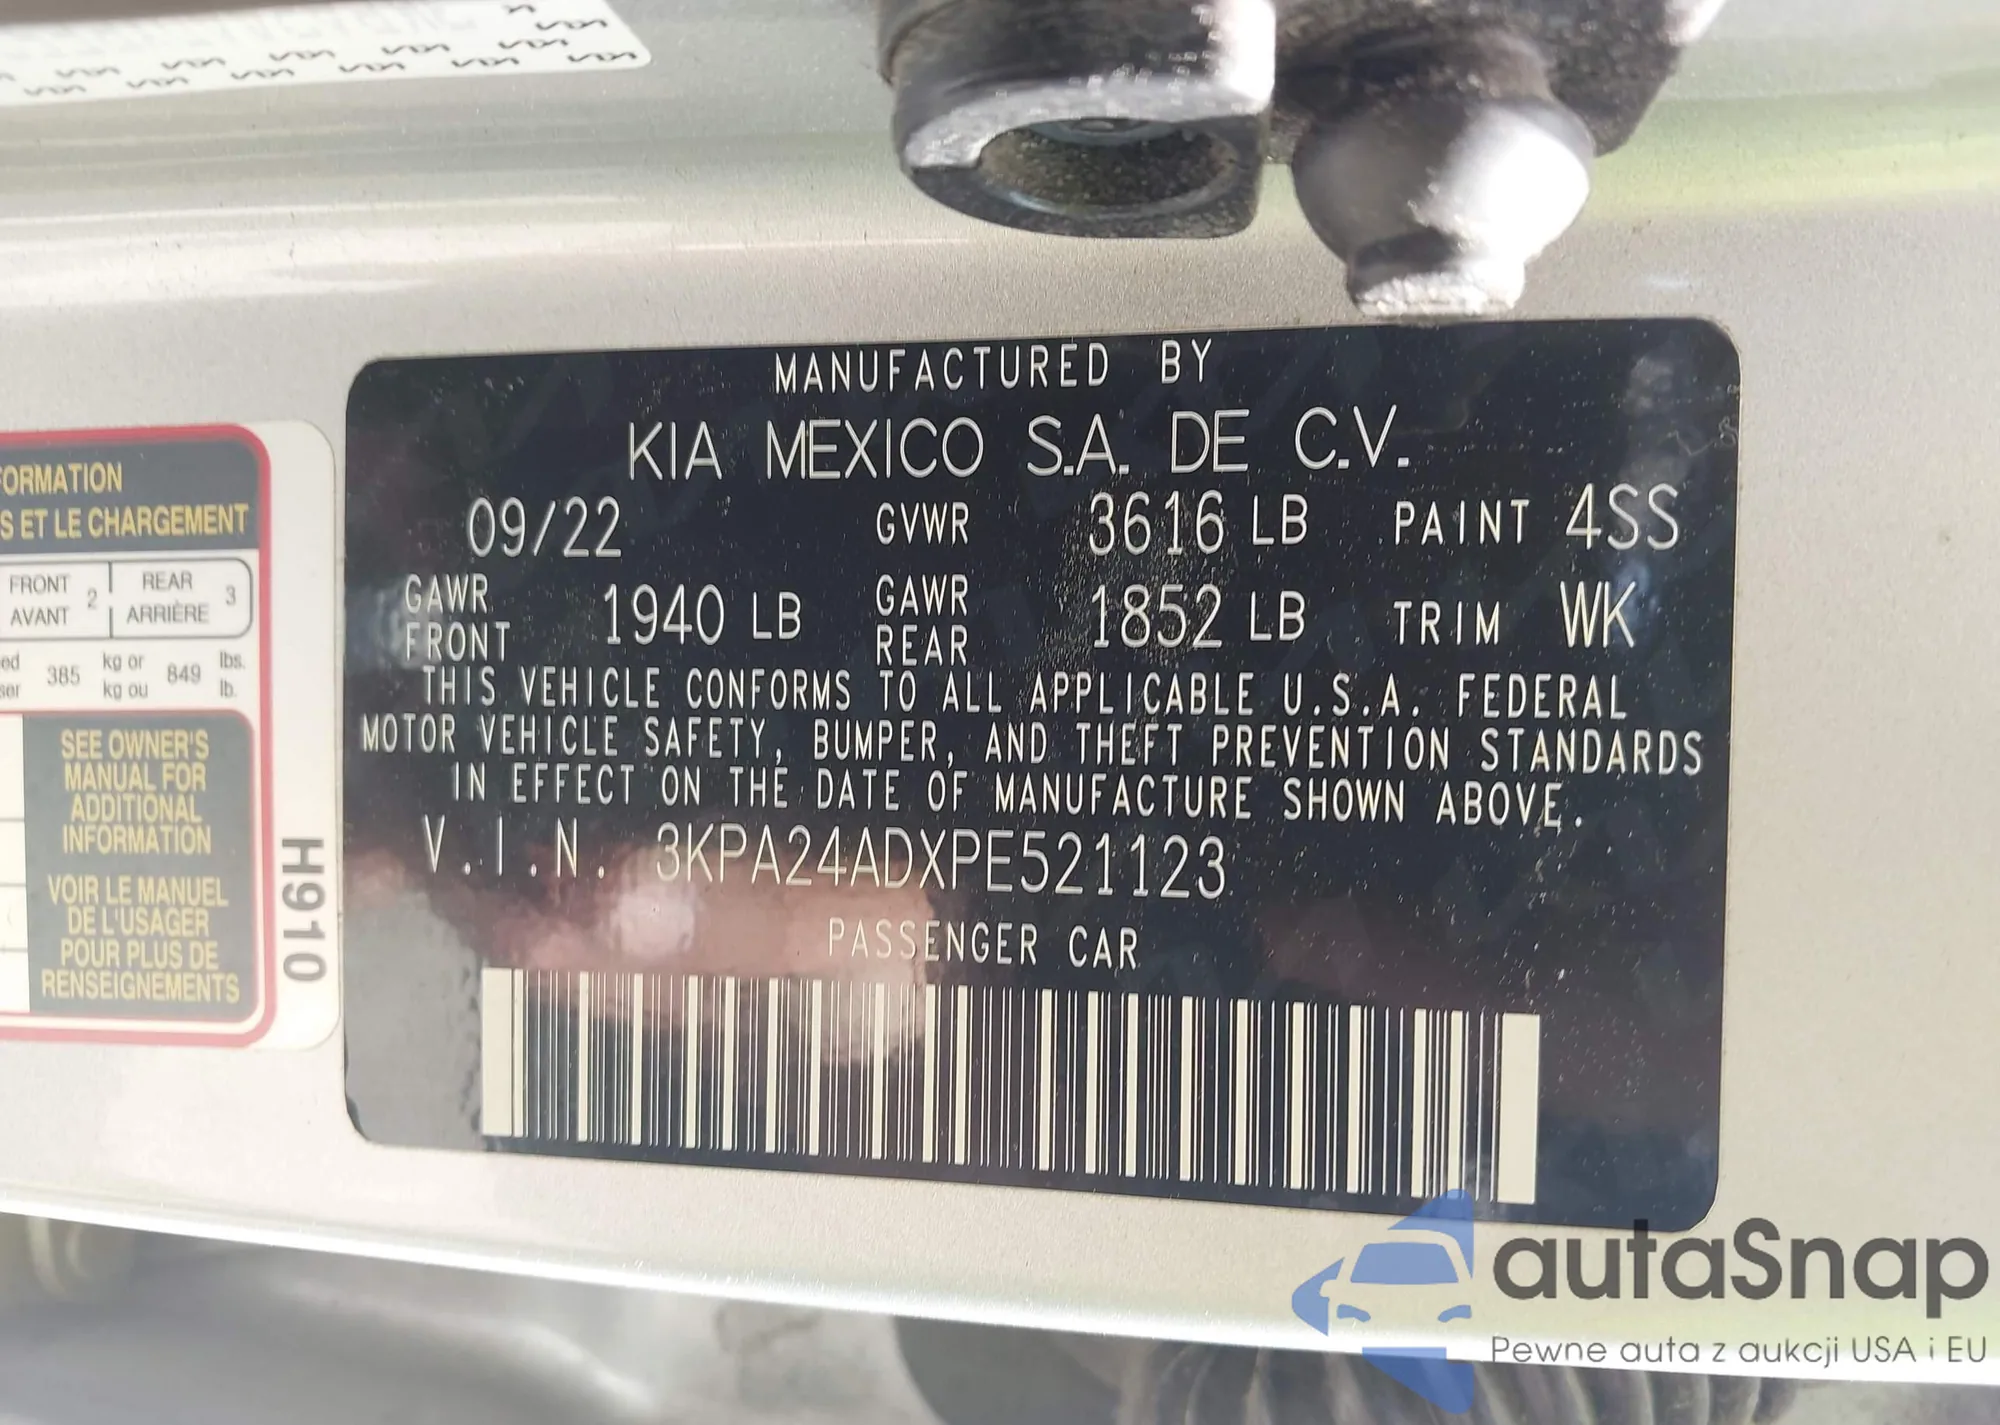 MANUFACTURED BY
KIA MEXICO S.A. DE C.V.
09/22 GVWR 3616 LB PAINT 4SS
GAWR FRONT 1940 LB GAWR REAR 1852 LB TRIM WK
THIS VEHICLE CONFORMS TO ALL APPLICABLE U.S.A. FEDERAL
MOTOR VEHICLE SAFETY, BUMPER, AND THEFT PREVENTION STANDARDS
IN EFFECT ON THE DATE OF MANUFACTURE SHOWN ABOVE.
V.I.N. 3KPA24ADXPE521123
PASSENGER CAR
ET LE CHARGEMENT
FRONT 2 REAR 3
AVANT ARRIÈRE
385 kg or 849 lbs.
kg ou lb.
SEE OWNER'S
MANUAL FOR
ADDITIONAL
INFORMATION
VOIR LE MANUEL
DE L'USAGER
POUR PLUS DE
RENSEIGNEMENTS
H910
autaSnap
Pewne auta z aukcji USA i EU